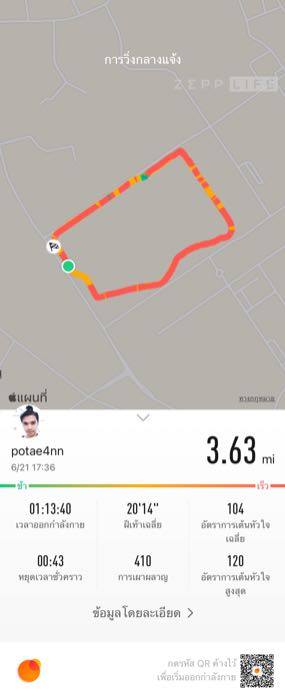 การวิ่งกลางแจ้ง
ZEPP LIFE
แผนที่
ทางกฎหมาย
potae4nn
3.63 mi
6/21 17:36
ช้า
เร็ว
01:13:40 20'14" 104
เวลาออกกำลังกาย ฝีเท้าเฉลี่ย อัตราการเต้นหัวใจ
เฉลี่ย
00:43 410 120
หยุดเวลาชั่วคราว การเผาผลาญ อัตราการเต้นหัวใจ
สูงสุด
ข้อมูลโดยละเอียด >
กดรหัส QR ค้างไว้
เพื่อเริ่มออกกำลังกาย